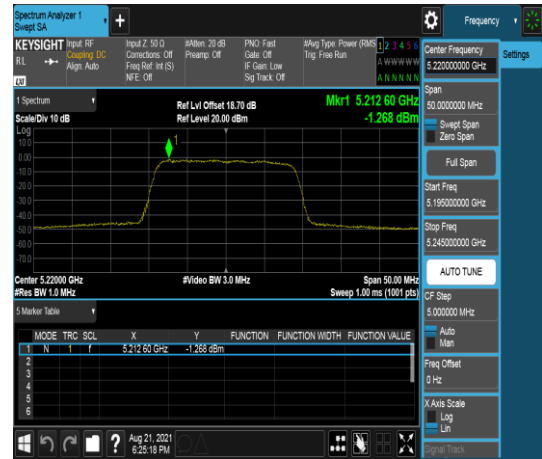 Spectrum Analyzer 1
Swept SA
Frequency
KEYSIGHT
Input: RF
Coupling: DC
Align: Auto
Input Z: 50 Ω
Corrections: Off
Freq Ref: Int (S)
NFE: Off
#Atten: 20 dB
Preamp: Off
PNO: Fast
Gate: Off
IF Gain: Low
Sig Track: Off
#Avg Type: Power (RMS
Trig: Free Run
1 2 3 4 5 6
A W W W W W
A N N N N N
RL
LXI
1 Spectrum
Scale/Div 10 dB
Ref Lvl Offset 18.70 dB
Ref Level 20.00 dBm
Mkr1 5.212 60 GHz
-1.268 dBm
Log
10.0
0.00
-10.0
-20.0
-30.0
-40.0
-50.0
-60.0
-70.0
1
Center 5.22000 GHz
#Res BW 1.0 MHz
#Video BW 3.0 MHz
Span 50.00 MHz
Sweep 1.00 ms (1001 pts)
5 Marker Table
MODE TRC SCL X Y FUNCTION FUNCTION WIDTH FUNCTION VALUE
1 N 1 f 5.212 60 GHz -1.268 dBm
2
3
4
5
6
Aug 21, 2021
6:25:18 PM
Center Frequency
5.220000000 GHz
Settings
Span
50.0000000 MHz
Swept Span
Zero Span
Full Span
Start Freq
5.195000000 GHz
Stop Freq
5.245000000 GHz
AUTO TUNE
CF Step
5.000000 MHz
Auto
Man
Freq Offset
0 Hz
X Axis Scale
Log
Lin
Signal Track